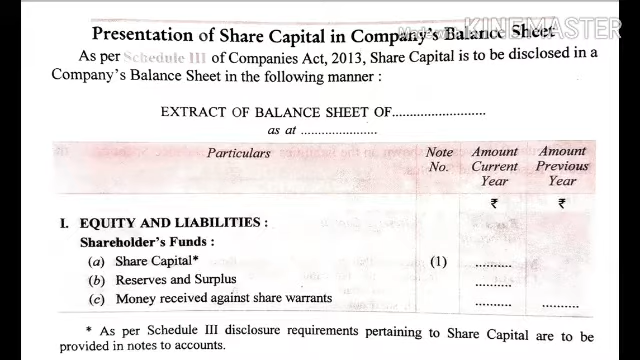 Made with KINEMASTER
Presentation of Share Capital in Company's Balance Sheet
As per Schedule III of Companies Act, 2013, Share Capital is to be disclosed in a
Company's Balance Sheet in the following manner :
EXTRACT OF BALANCE SHEET OF..........................
as at ......................
Particulars Note No. Amount Current Year Amount Previous Year
₹ ₹
I. EQUITY AND LIABILITIES :
Shareholder's Funds :
(a) Share Capital* (1) ..........
(b) Reserves and Surplus ..........
(c) Money received against share warrants .......... ..........
* As per Schedule III disclosure requirements pertaining to Share Capital are to be
provided in notes to accounts.